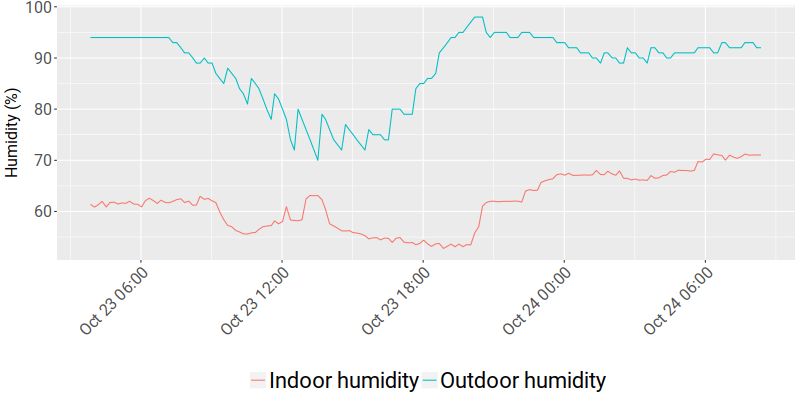 Humidity (%)
100
90
80
70
60
Oct 23 06:00
Oct 23 12:00
Oct 23 18:00
Oct 24 00:00
Oct 24 06:00
Indoor humidity Outdoor humidity